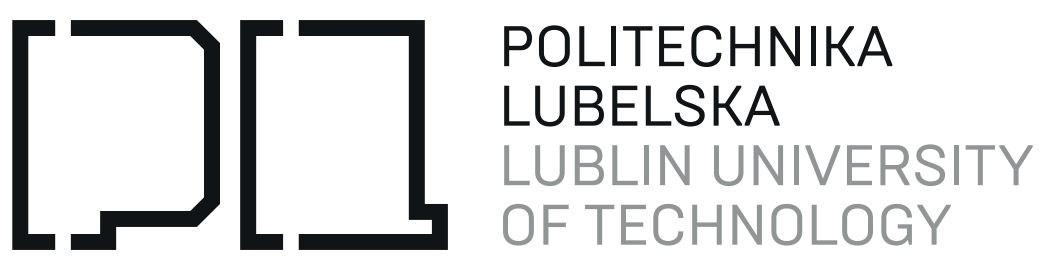 POLITECHNIKA
LUBELSKA
LUBLIN UNIVERSITY
OF TECHNOLOGY